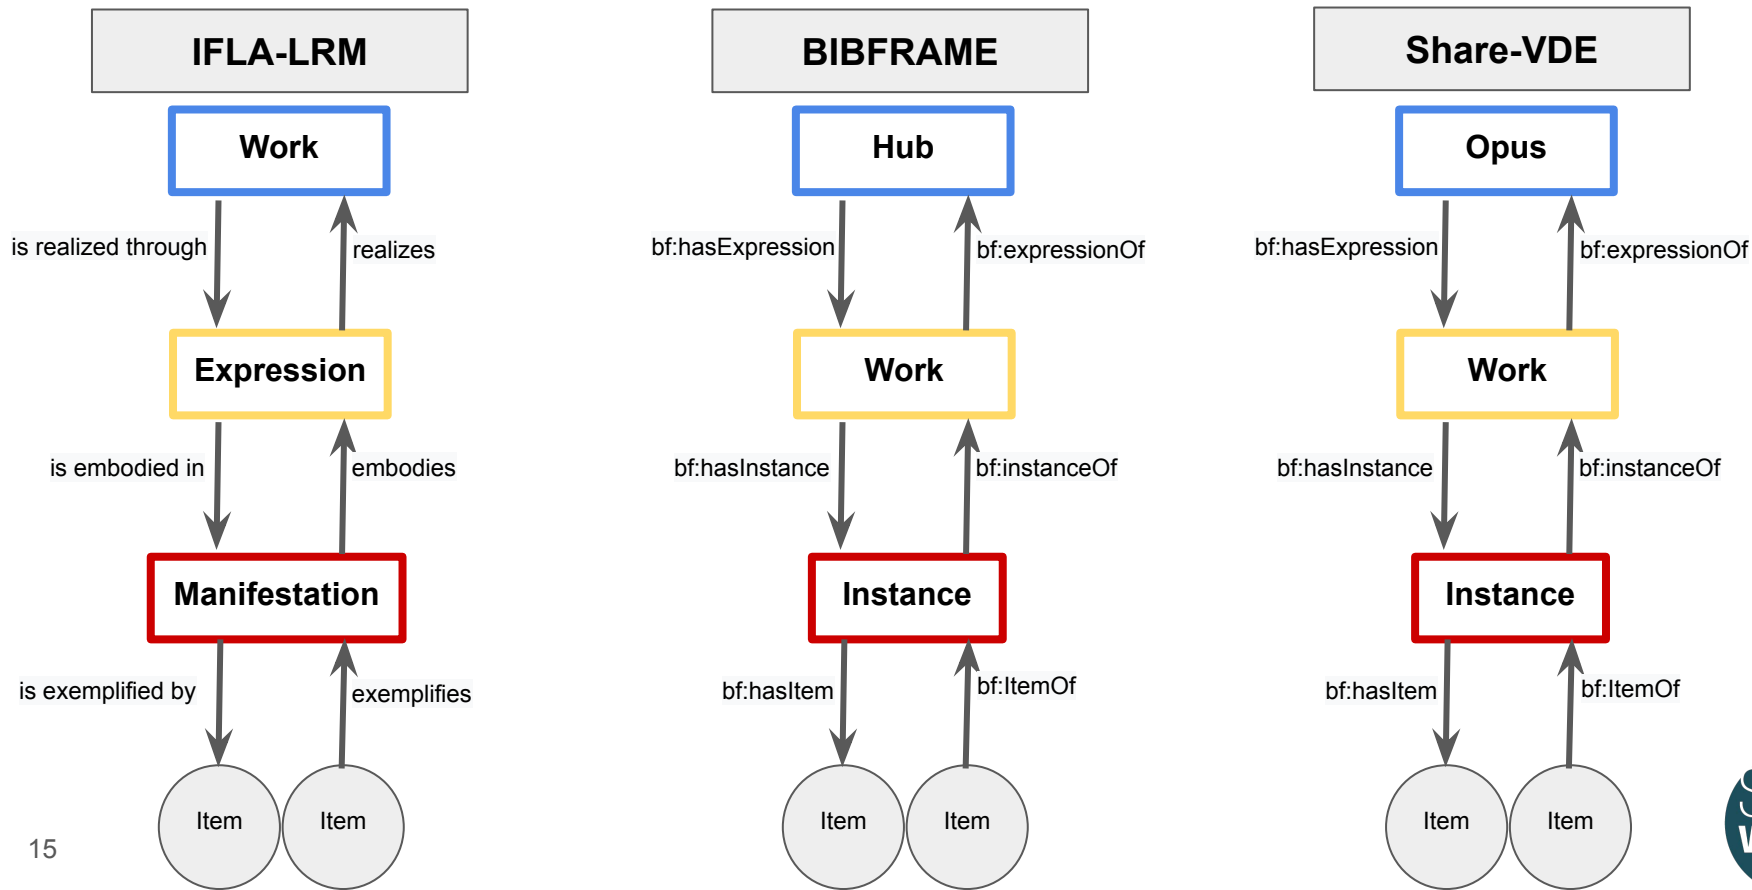 IFLA-LRM
Work
is realized through
realizes
Expression
is embodied in
embodies
Manifestation
is exemplified by
exemplifies
Item
Item
BIBFRAME
Hub
bf:hasExpression
bf:expressionOf
Work
bf:hasInstance
bf:instanceOf
Instance
bf:hasItem
bf:ItemOf
Item
Item
Share-VDE
Opus
bf:hasExpression
bf:expressionOf
Work
bf:hasInstance
bf:instanceOf
Instance
bf:hasItem
bf:ItemOf
Item
Item
15